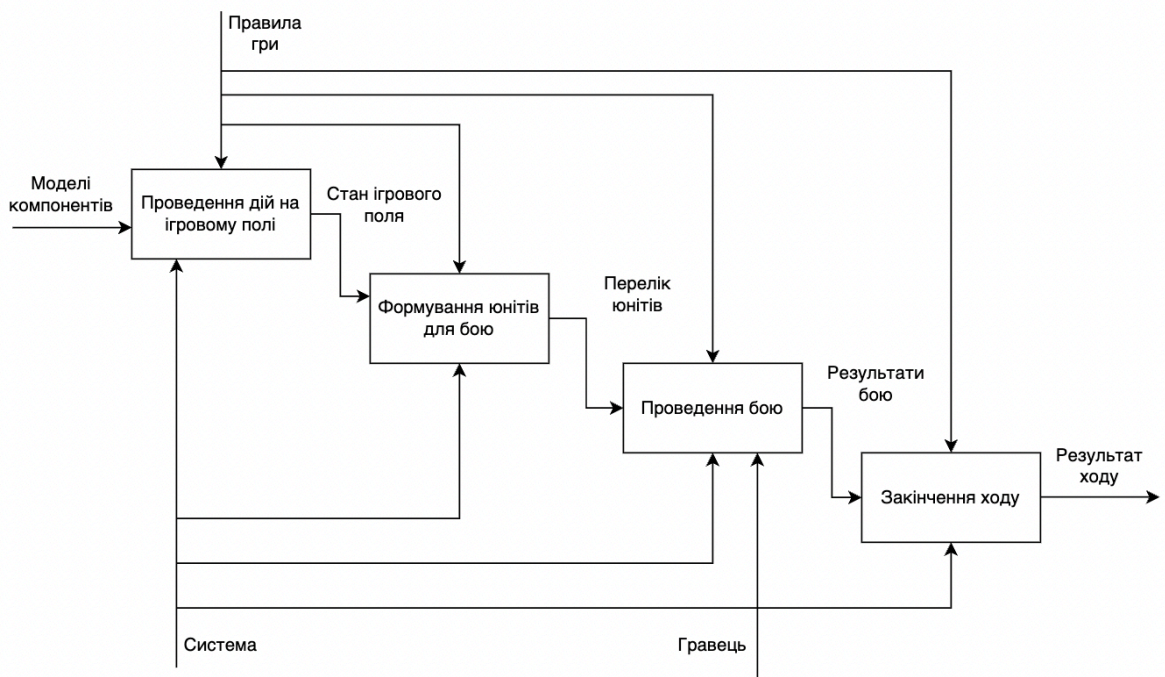 Правила
гри
Моделі
компонентів
Проведення дій на
ігровому полі
Стан ігрового
поля
Формування юнітів
для бою
Перелік
юнітів
Проведення бою
Результати
бою
Закінчення ходу
Результат
ходу
Система
Гравець